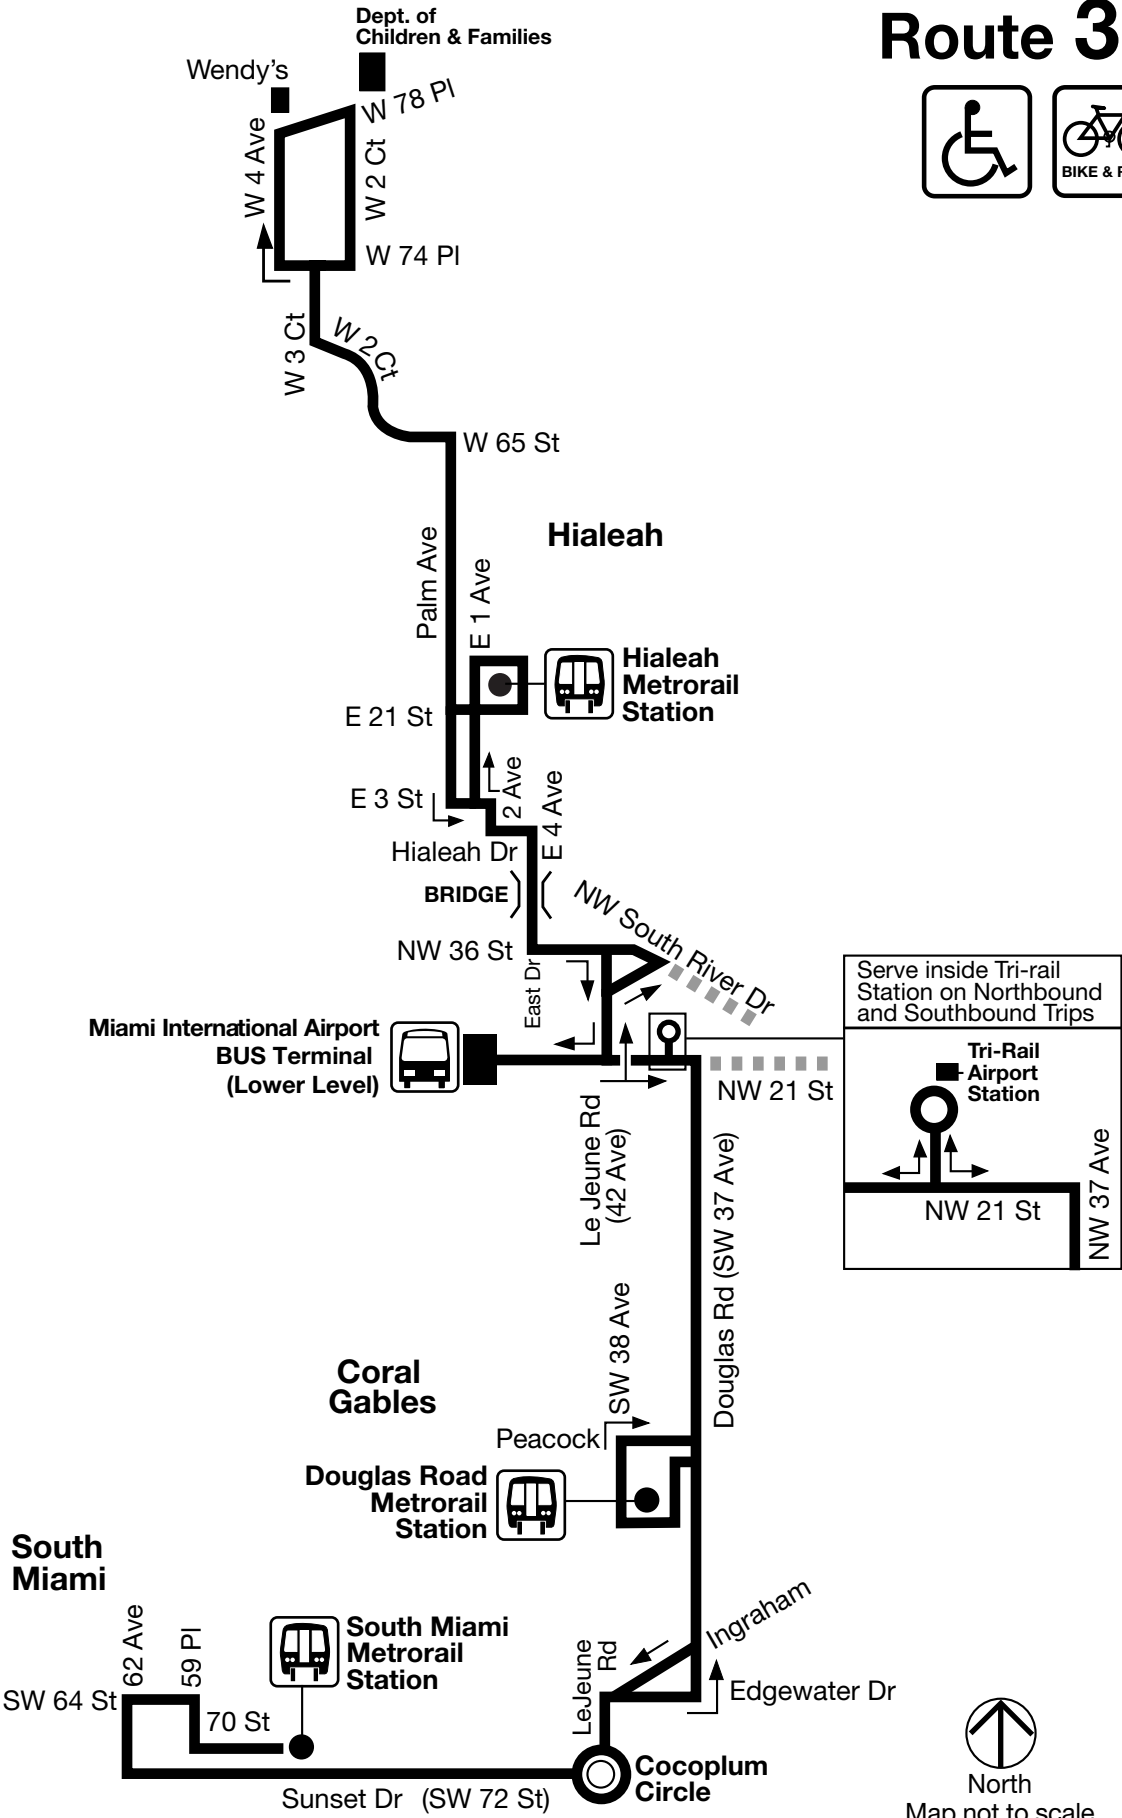 Dept. of
Children & Families
Route 3
Wendy's
W 78 Pl
BIKE &
W 4 Ave
W 2 Ct
W 74 Pl
W 3 Ct
W 2 Ct
W 65 St
Hialeah
Palm Ave
E 1 Ave
Hialeah
Metrorail
Station
E 21 St
2 Ave
E 4 Ave
E 3 St
Hialeah Dr
BRIDGE
NW South River Dr
NW 36 St
East Dr
Serve inside Tri-rail
Station on Northbound
and Southbound Trips
Miami International Airport
BUS Terminal
(Lower Level)
Tri-Rail
Airport
Station
NW 21 St
Le Jeune Rd
(42 Ave)
Douglas Rd (SW 37 Ave)
NW 37 Ave
NW 21 St
SW 38 Ave
Coral
Gables
Peacock
Douglas Road
Metrorail
Station
South
Miami
Ingraham
62 Ave
59 Pl
South Miami
Metrorail
Station
LeJeune
Rd
SW 64 St
70 St
Edgewater Dr
Cocoplum
Circle
Sunset Dr (SW 72 St)
North
Map not to scale